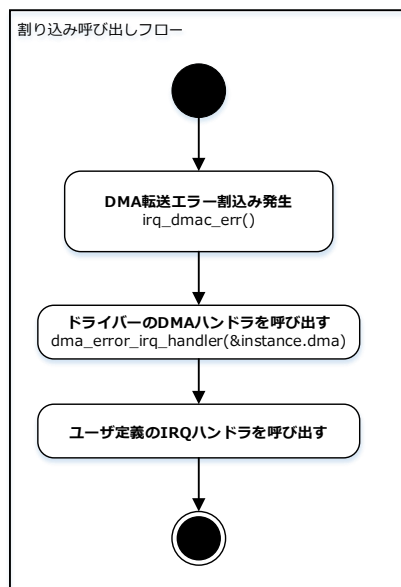 割り込み呼び出しフロー
DMA転送エラー割込み発生
irq_dmac_err()
ドライバーのDMAハンドラを呼び出す
dma_error_irq_handler(&instance.dma)
ユーザ定義のIRQハンドラを呼び出す